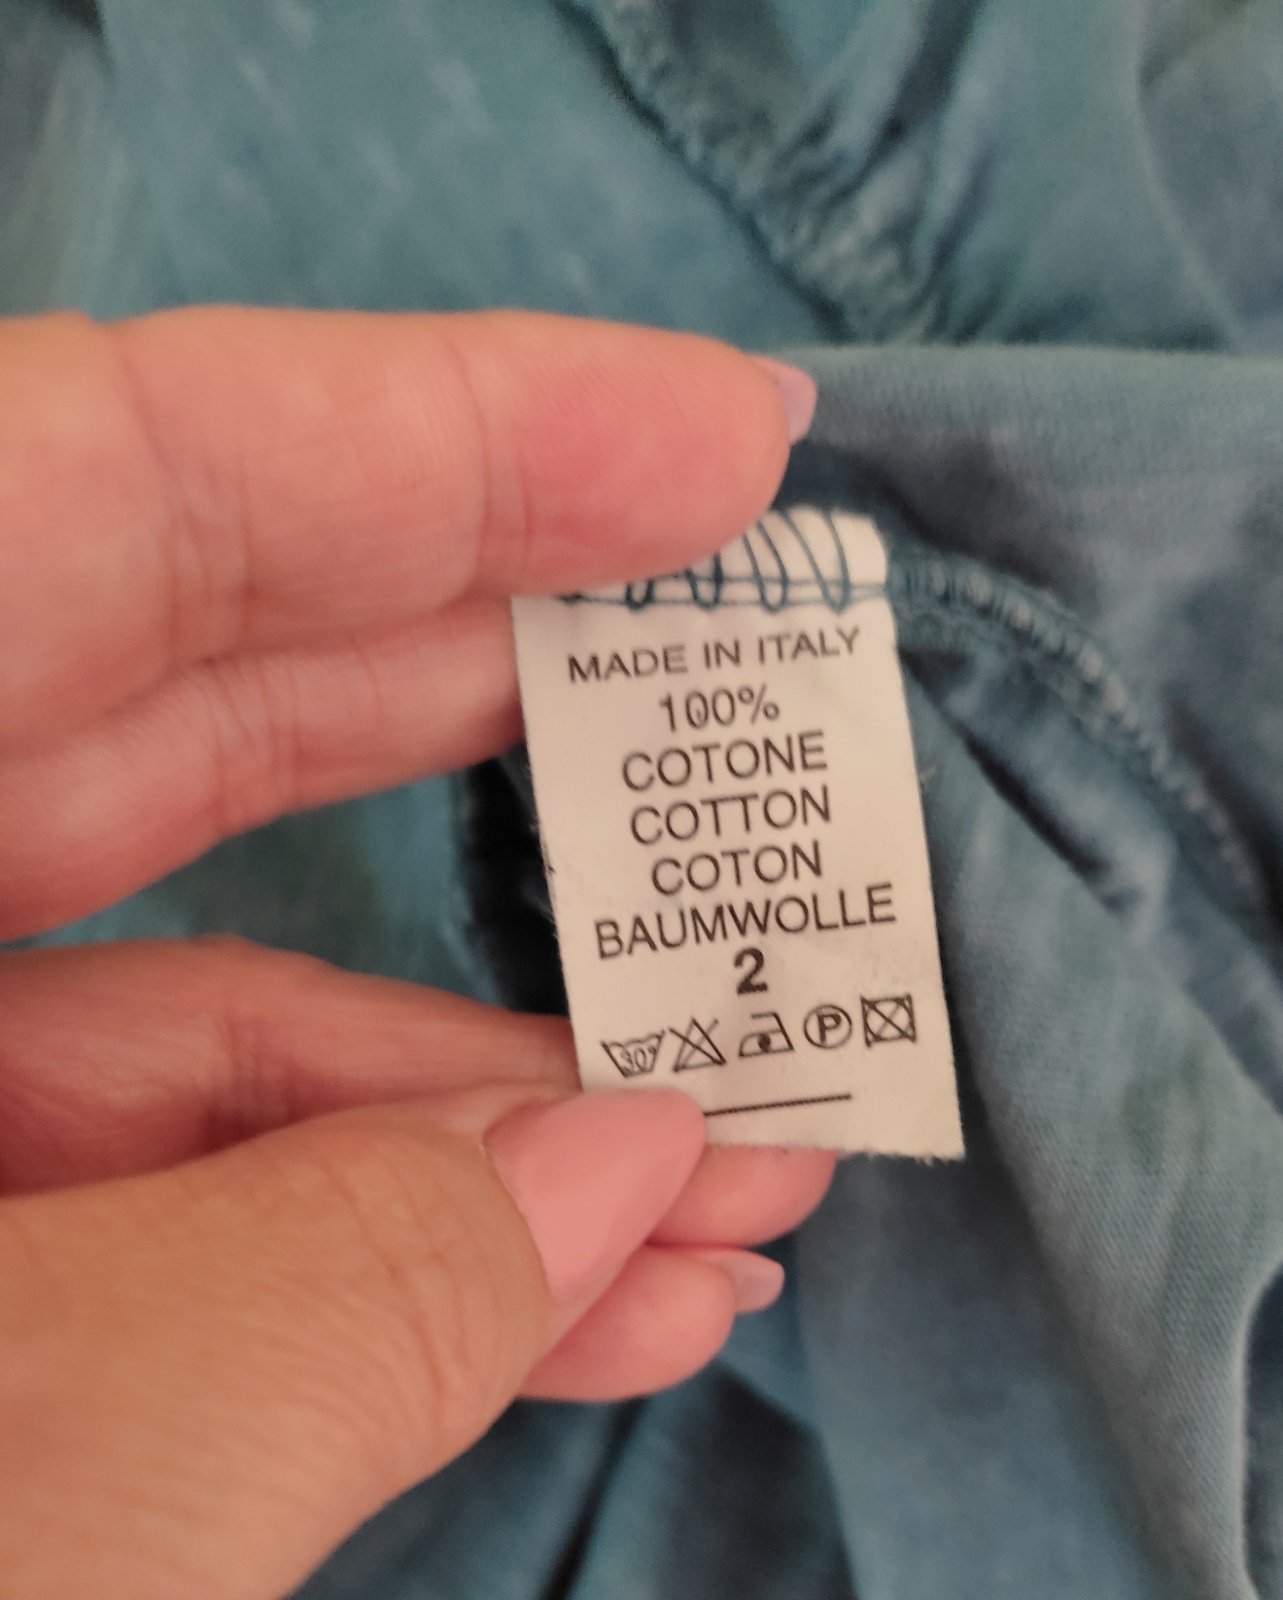 MADE IN ITALY
100%
COTONE
COTTON
COTON
BAUMWOLLE
2
30° P